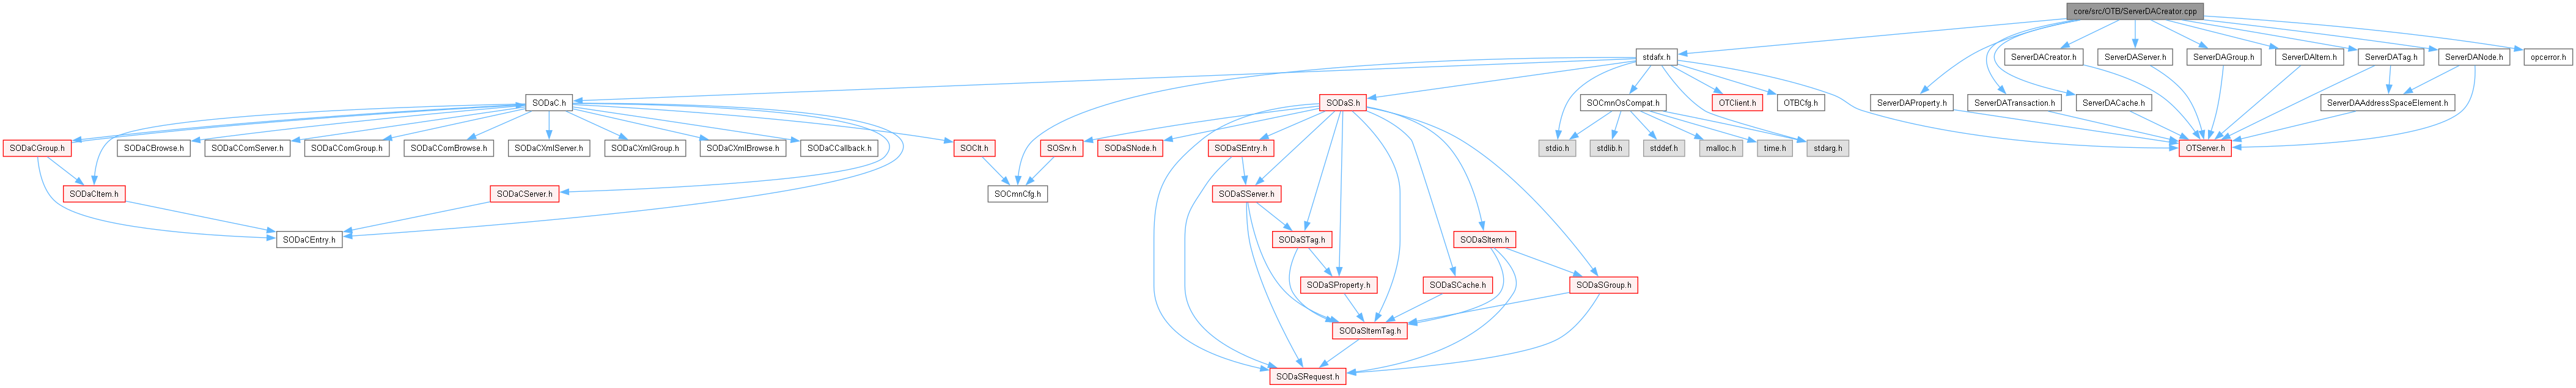 core/src/OTB/ServerDACreator.cpp
stdafx.h
ServerDACreator.h
ServerDAServer.h
ServerDAGroup.h
ServerDAItem.h
ServerDATag.h
ServerDANode.h
opcerror.h
SODaC.h
SODaS.h
SOCmnOsCompat.h
OTClient.h
OTBCfg.h
ServerDAProperty.h
ServerDATransaction.h
ServerDACache.h
ServerDAAddressSpaceElement.h
SODaCGroup.h
SODaCBrowse.h
SODaCComServer.h
SODaCComGroup.h
SODaCComBrowse.h
SODaCXmlServer.h
SODaCXmlGroup.h
SODaCXmlBrowse.h
SODaCCallback.h
SOClt.h
SOSrv.h
SODaSNode.h
SODaSEntry.h
stdio.h
stdlib.h
stddef.h
malloc.h
time.h
stdarg.h
OTServer.h
SODaCItem.h
SODaCServer.h
SOCmnCfg.h
SODaSServer.h
SODaCEntry.h
SODaSTag.h
SODaSItem.h
SODaSProperty.h
SODaSCache.h
SODaSGroup.h
SODaSItemTag.h
SODaSRequest.h